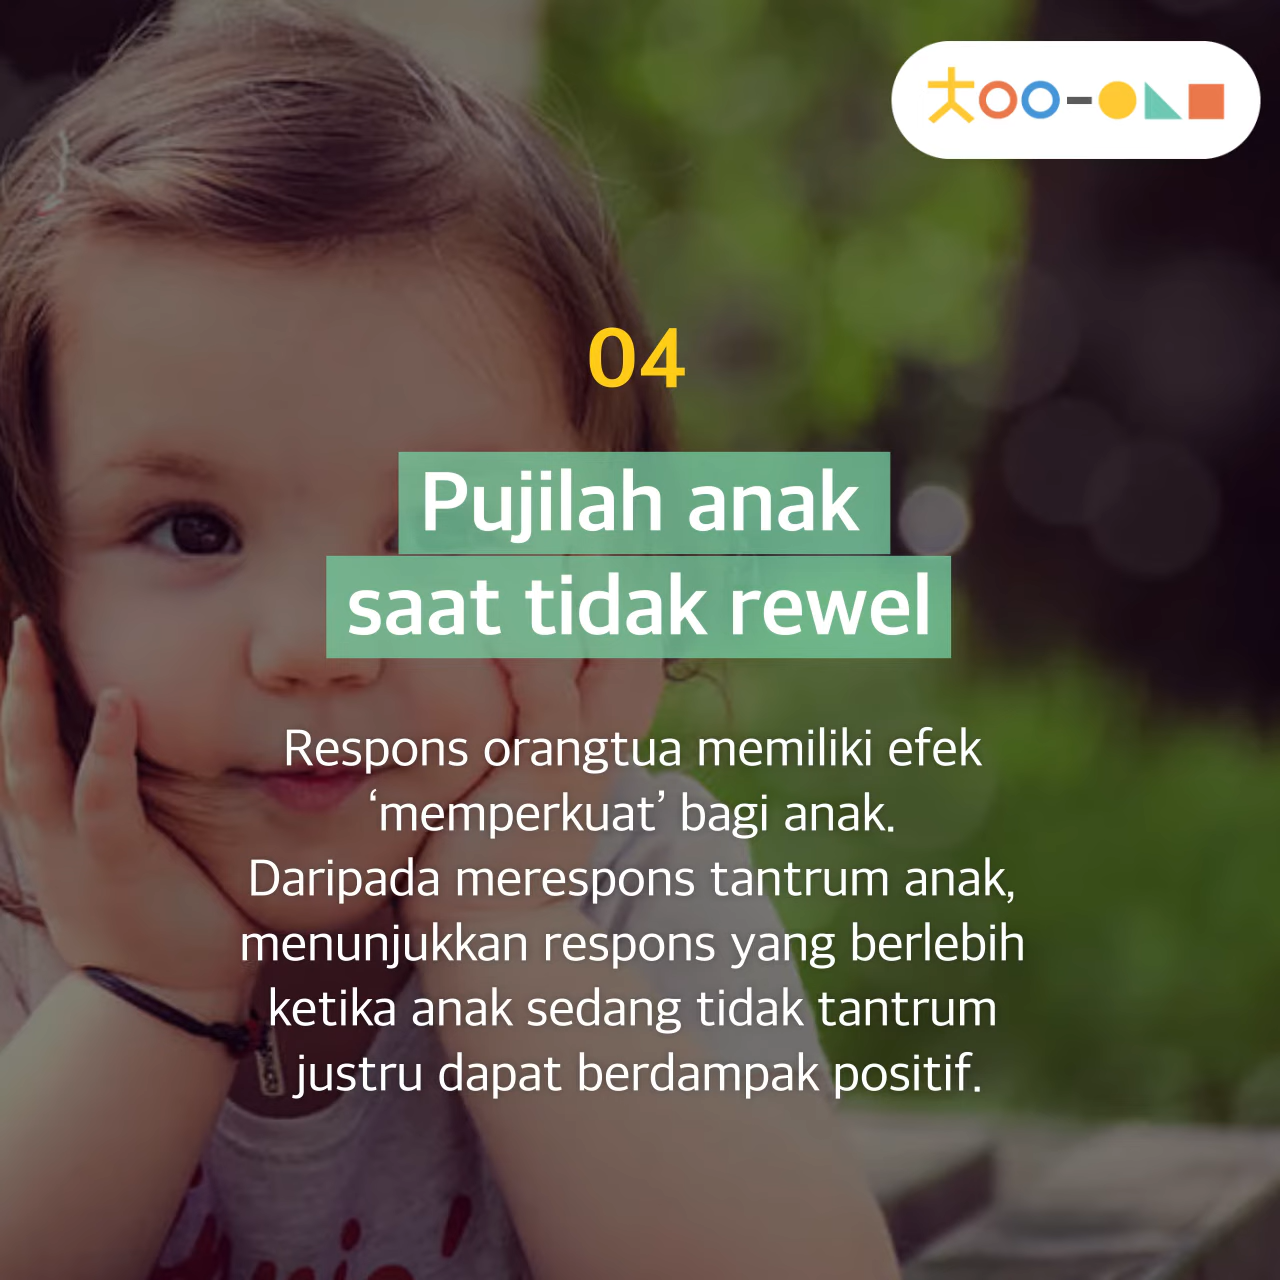 04
Pujilah anak
saat tidak rewel
Respons orangtua memiliki efek
‘memperkuat’ bagi anak.
Daripada merespons tantrum anak,
menunjukkan respons yang berlebih
ketika anak sedang tidak tantrum
justru dapat berdampak positif.